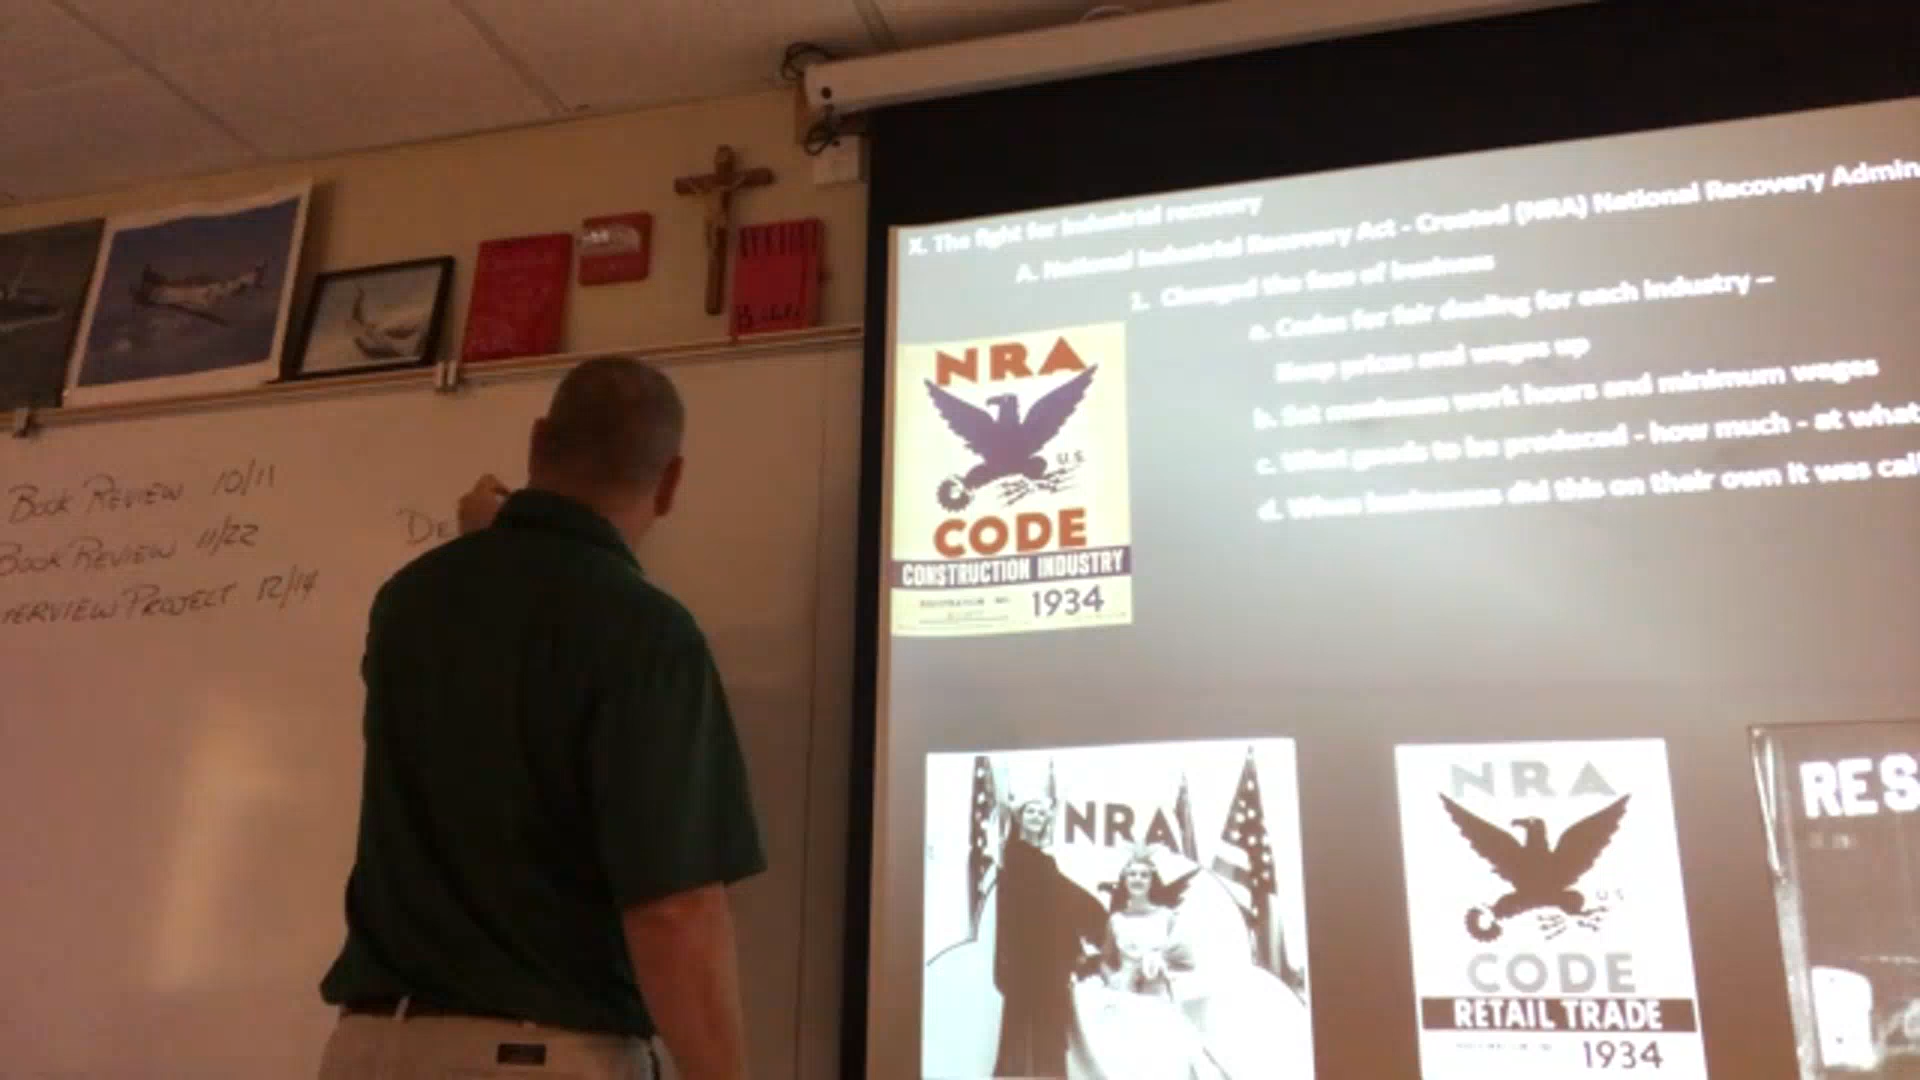 Book Review 10/11
Book Review 11/22
terview Project 12/14
De
X. The fight for industrial recovery
A. National Industrial Recovery Act - Created (NRA) National Recovery Admin
1. Changed the face of business
a. Codes for fair dealing for each industry –
Keep prices and wages up
b. Set maximum work hours and minimum wages
c. What goods to be produced - how much - at what
d. When businesses did this on their own it was cal
NRA
U.S.
CODE
CONSTRUCTION INDUSTRY
1934
NRA
NRA
U.S.
CODE
RETAIL TRADE
1934
RES